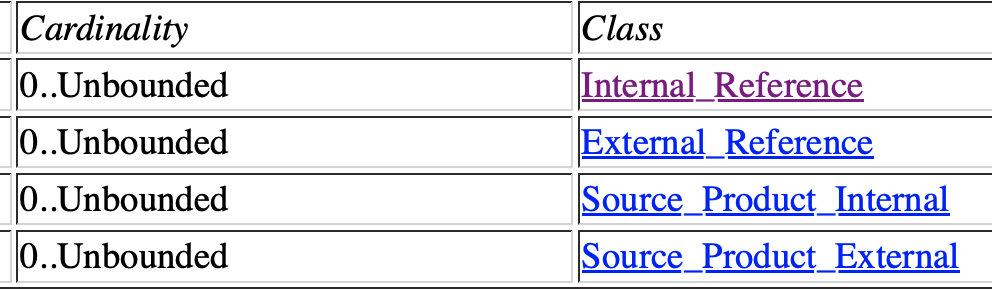 Cardinality Class
0..Unbounded Internal_Reference
0..Unbounded External_Reference
0..Unbounded Source_Product_Internal
0..Unbounded Source_Product_External